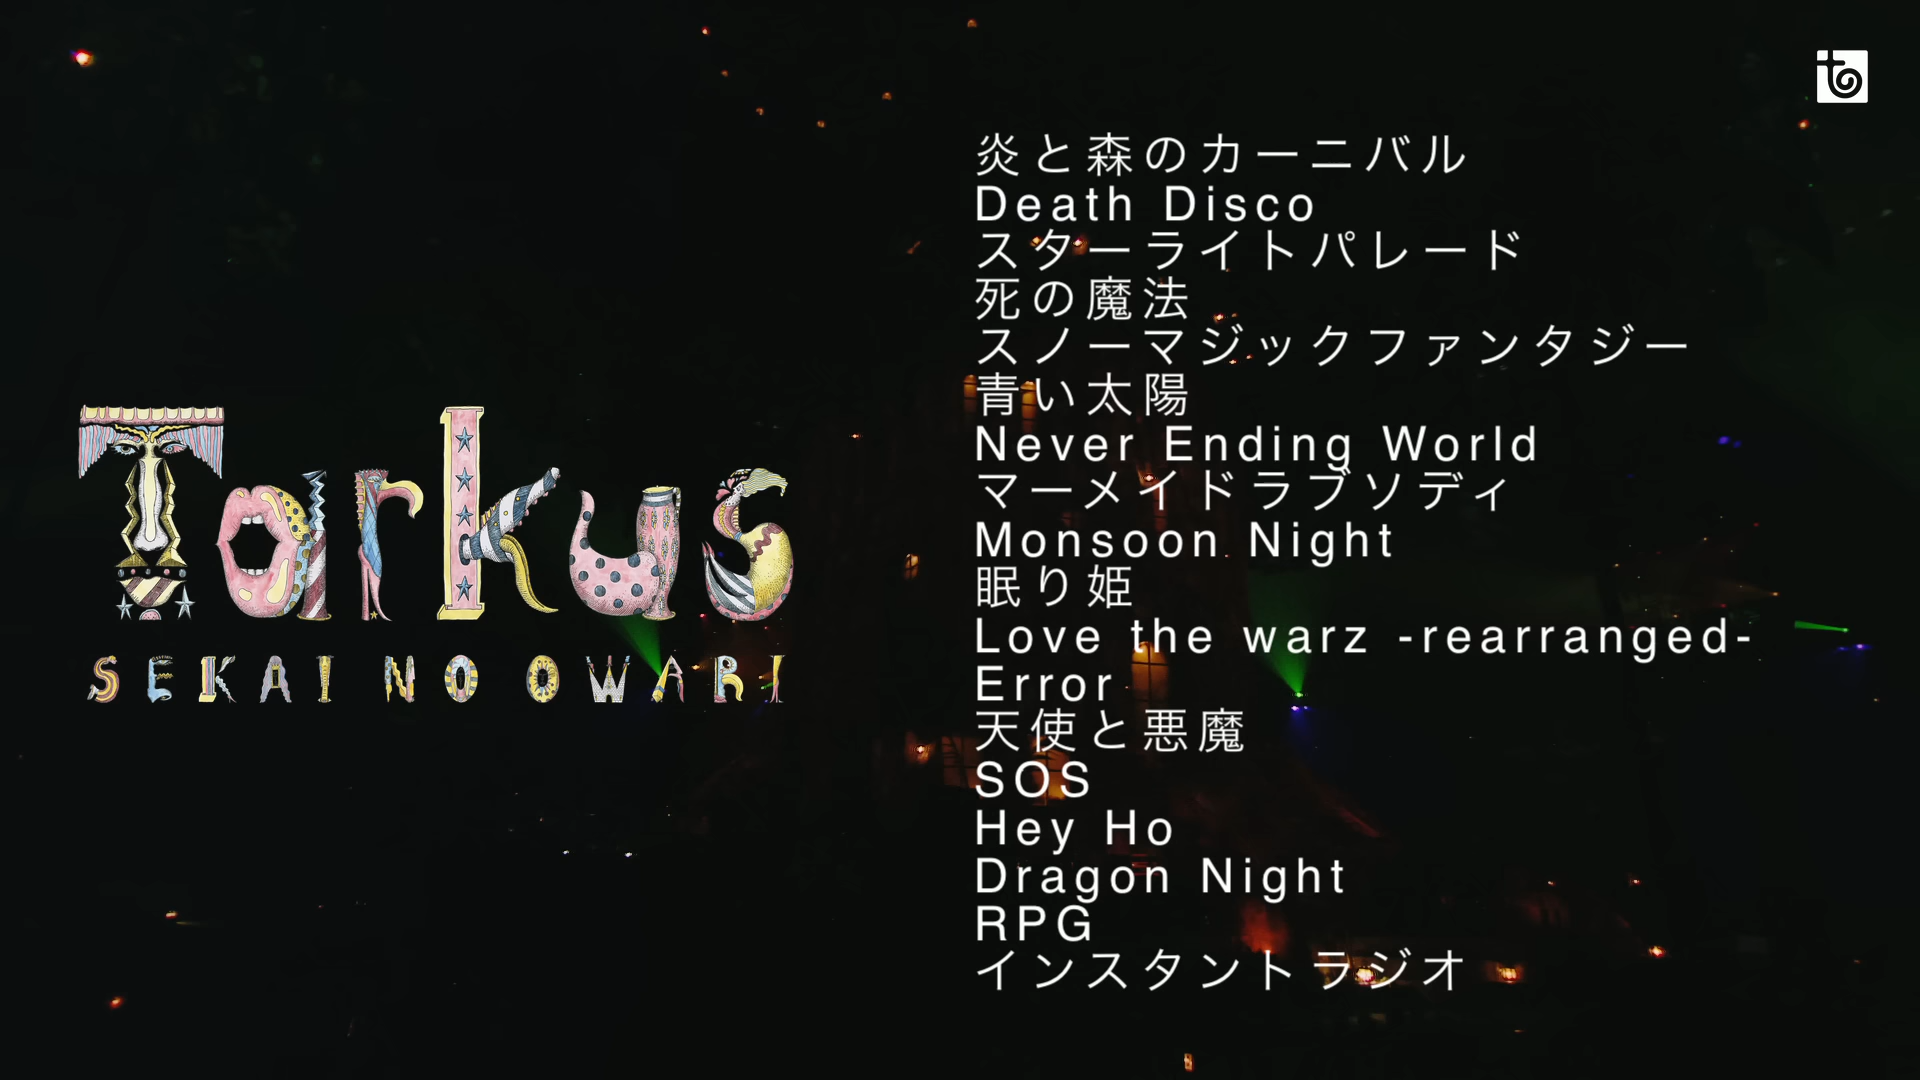 Tarkus
SEKAI NO OWARI
炎と森のカーニバル
Death Disco
スターライトパレード
死の魔法
スノーマジックファンタジー
青い太陽
Never Ending World
マーメイドラプソディ
Monsoon Night
眠り姫
Love the warz -rearranged-
Error
天使と悪魔
SOS
Hey Ho
Dragon Night
RPG
インスタントラジオ